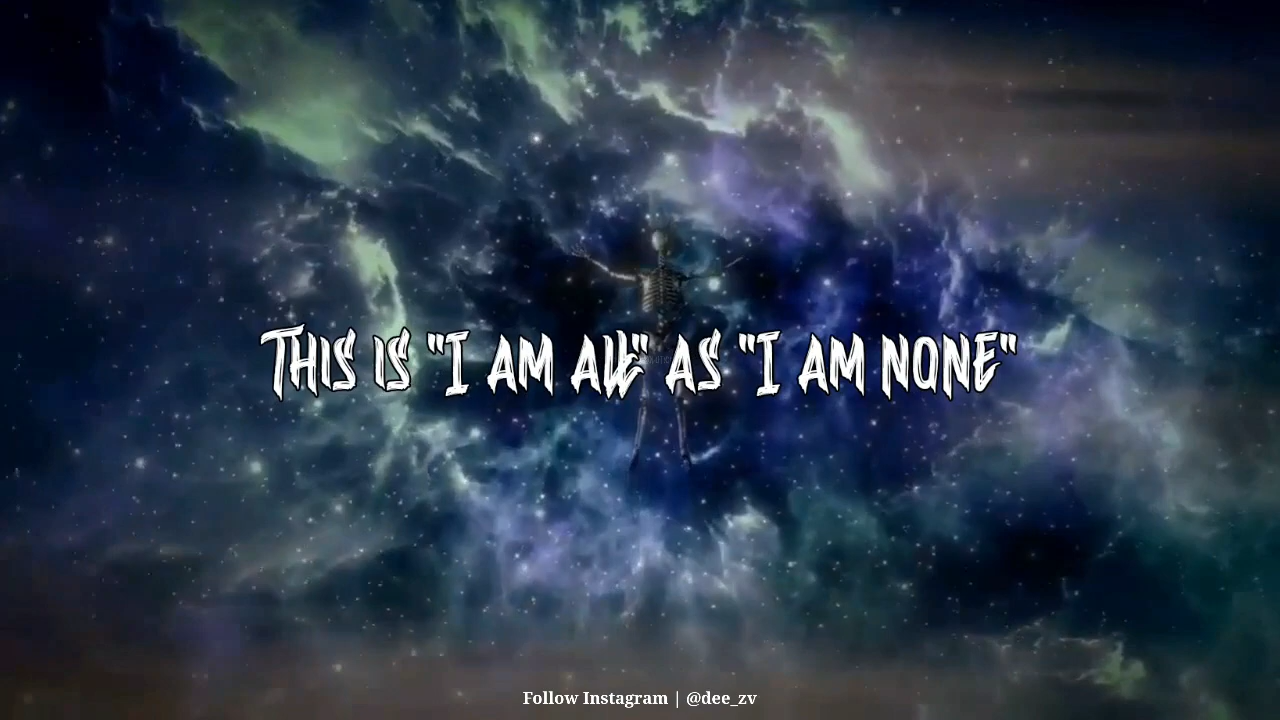 THIS IS "I AM ALL" AS "I AM NONE"
Follow Instagram | @dee_zv